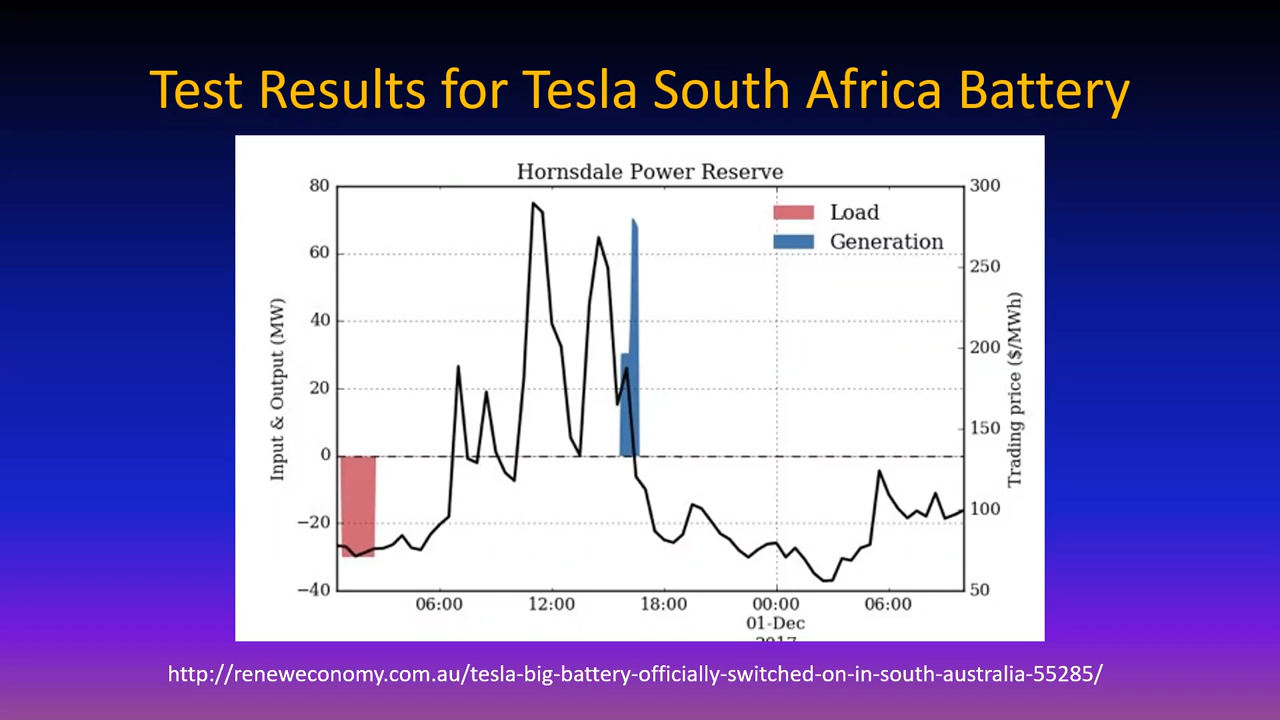 Test Results for Tesla South Africa Battery
Hornsdale Power Reserve
Load
Generation
Input & Output (MW)
80
60
40
20
0
−20
−40
Trading price ($/MWh)
300
250
200
150
100
50
06:00 12:00 18:00 00:00 06:00
01-Dec
2017
http://reneweconomy.com.au/tesla-big-battery-officially-switched-on-in-south-australia-55285/